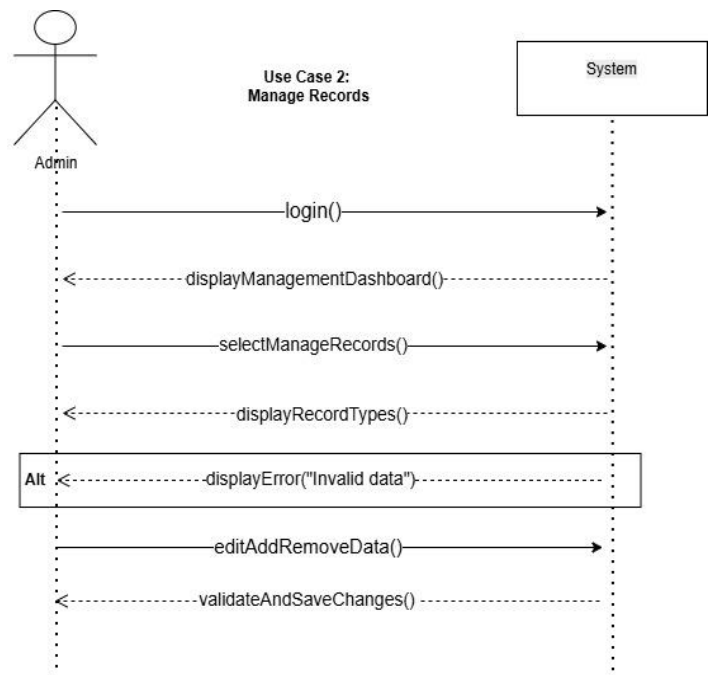 Use Case 2:
Manage Records
System
Admin
login()
displayManagementDashboard()
selectManageRecords()
displayRecordTypes()
Alt
displayError("Invalid data")
editAddRemoveData()
validateAndSaveChanges()